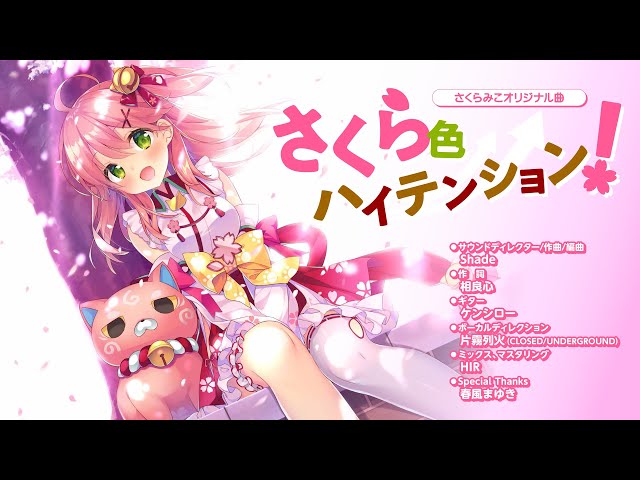 さくらみこオリジナル曲
さくら色
ハイテンション!
●サウンドディレクター/作曲/編曲
Shade
●作 詞
相良心
●ギター
ケンシロー
●ボーカルディレクション
片霧烈火(CLOSED/UNDERGROUND)
●ミックス、マスタリング
HIR
●Special Thanks
春風まゆき